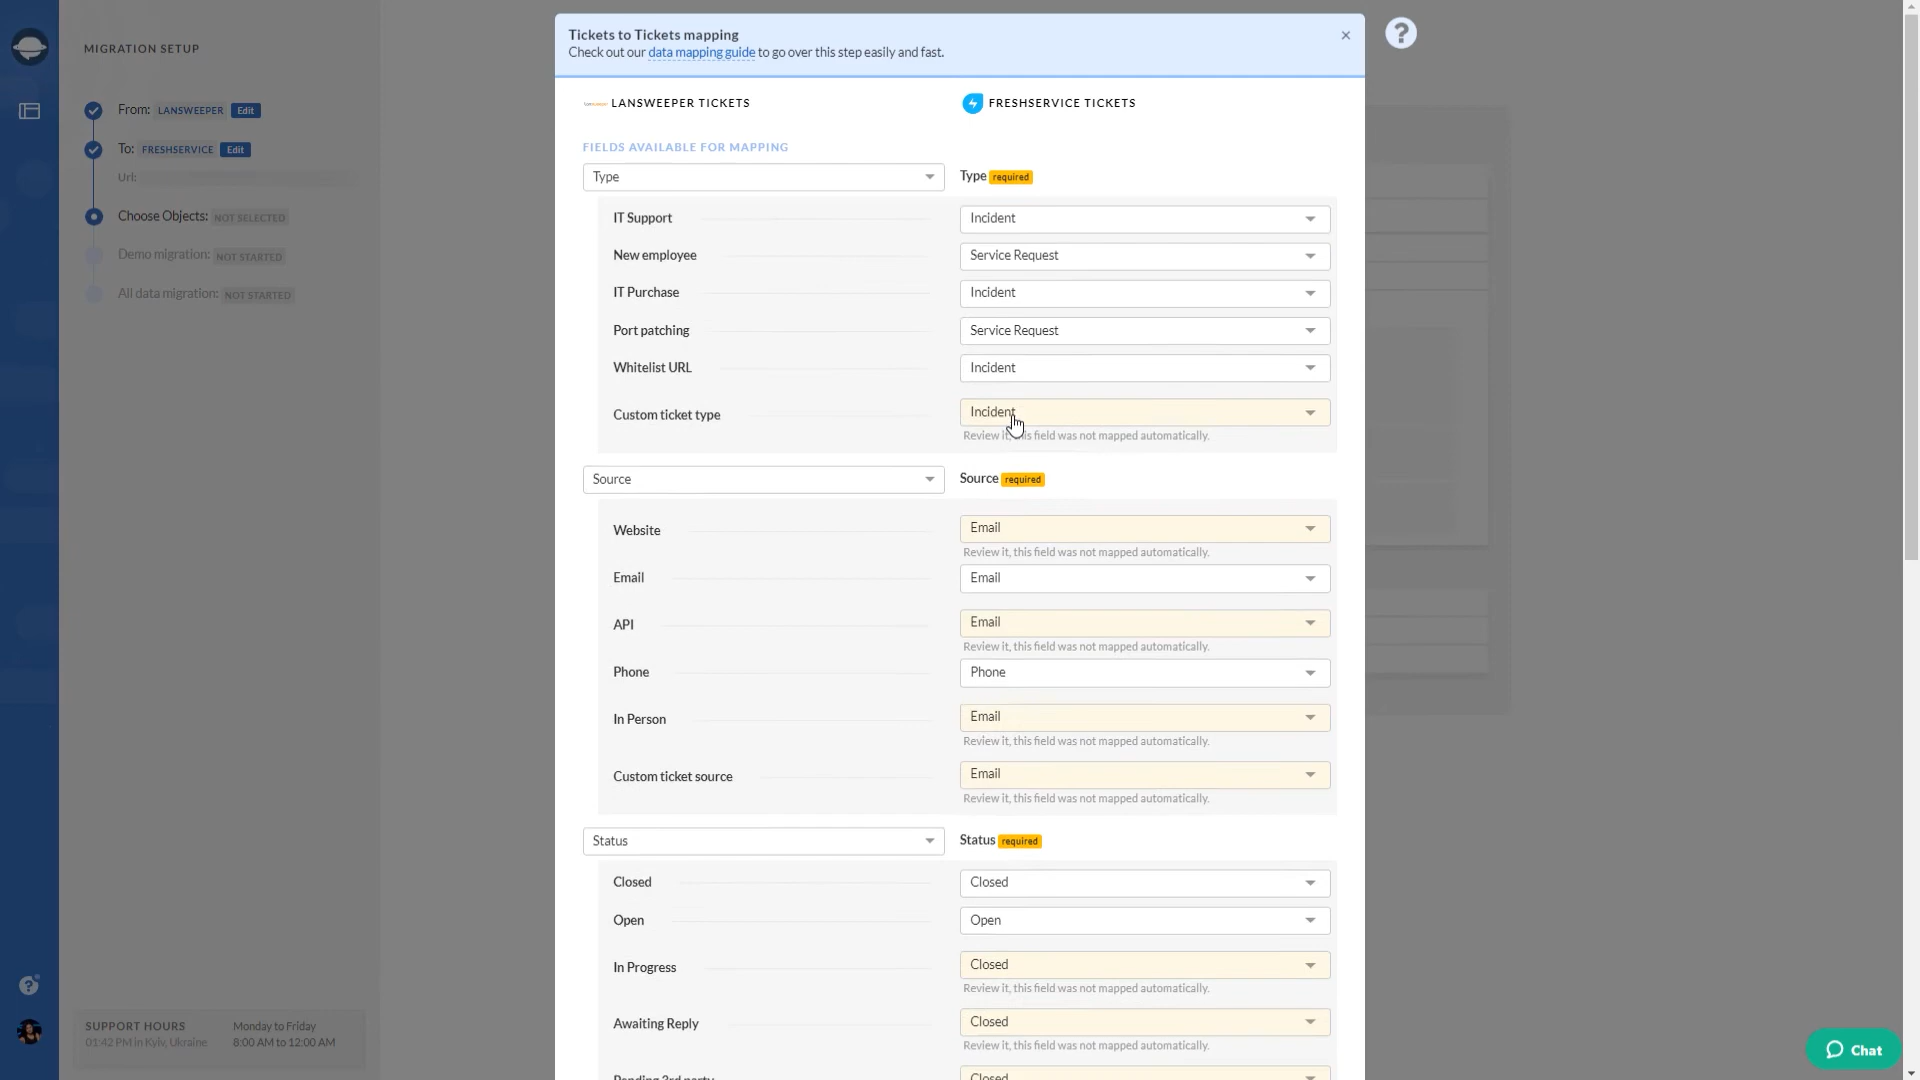 MIGRATION SETUP
From: LANSWEEPER Edit
To: FRESHSERVICE Edit
Url:
Choose Objects: NOT SELECTED
Demo migration: NOT STARTED
All data migration: NOT STARTED
SUPPORT HOURS
01:42 PM in Kyiv, Ukraine
Monday to Friday
8:00 AM to 12:00 AM
Tickets to Tickets mapping
Check out our data mapping guide to go over this step easily and fast.
×
?
LANSWEEPER TICKETS
FRESHSERVICE TICKETS
FIELDS AVAILABLE FOR MAPPING
Type
Type required
IT Support
Incident
New employee
Service Request
IT Purchase
Incident
Port patching
Service Request
Whitelist URL
Incident
Custom ticket type
Incident
Review it, this field was not mapped automatically.
Source
Source required
Website
Email
Review it, this field was not mapped automatically.
Email
Email
API
Email
Review it, this field was not mapped automatically.
Phone
Phone
In Person
Email
Review it, this field was not mapped automatically.
Custom ticket source
Email
Review it, this field was not mapped automatically.
Status
Status required
Closed
Closed
Open
Open
In Progress
Closed
Review it, this field was not mapped automatically.
Awaiting Reply
Closed
Review it, this field was not mapped automatically.
Pending 3rd party
Closed
Chat